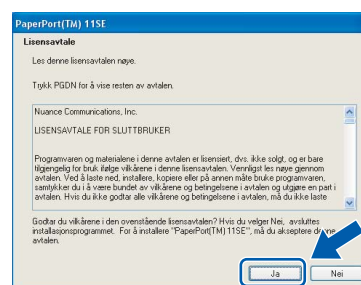 PaperPort(TM) 11SE
Lisensavtale
Les denne lisensavtalen nøye.
Trykk PGDN for å vise resten av avtalen.
Nuance Communications, Inc.
LISENSAVTALE FOR SLUTTBRUKER
Programvaren og materialene i denne avtalen er lisensiert, dvs. ikke solgt, og er bare
tilgjengelig for bruk ifølge vilkårene i denne lisensavtalen. Vennligst les nøye gjennom
avtalen. Ved å laste ned, installere, kopiere eller på annen måte bruke programvaren,
samtykker du i å være bundet av vilkårene og betingelsene i avtalen og utgjøre en part i
avtalen. Hvis du ikke godtar alle vilkårene og betingelsene i avtalen, må du ikke laste
Godtar du vilkårene i den ovenstående lisensavtalen? Hvis du velger Nei, avsluttes
installasjonsprogrammet. For å installere "PaperPort(TM) 11SE", må du akseptere denne
avtalen.
Ja
Nei